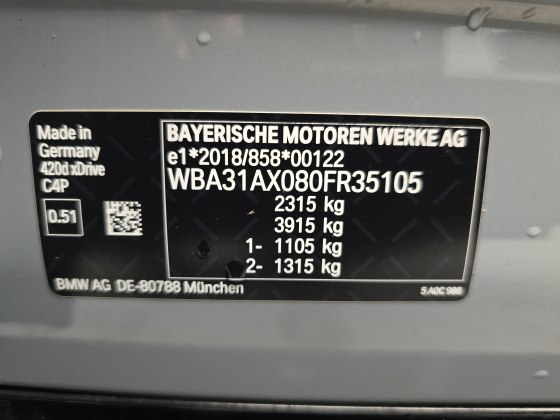 Made in
Germany
420d xDrive
C4P
0.51
BAYERISCHE MOTOREN WERKE AG
e1*2018/858*00122
WBA31AX080FR35105
2315 kg
3915 kg
1- 1105 kg
2- 1315 kg
BMW AG DE-80788 München
5 A0C 986